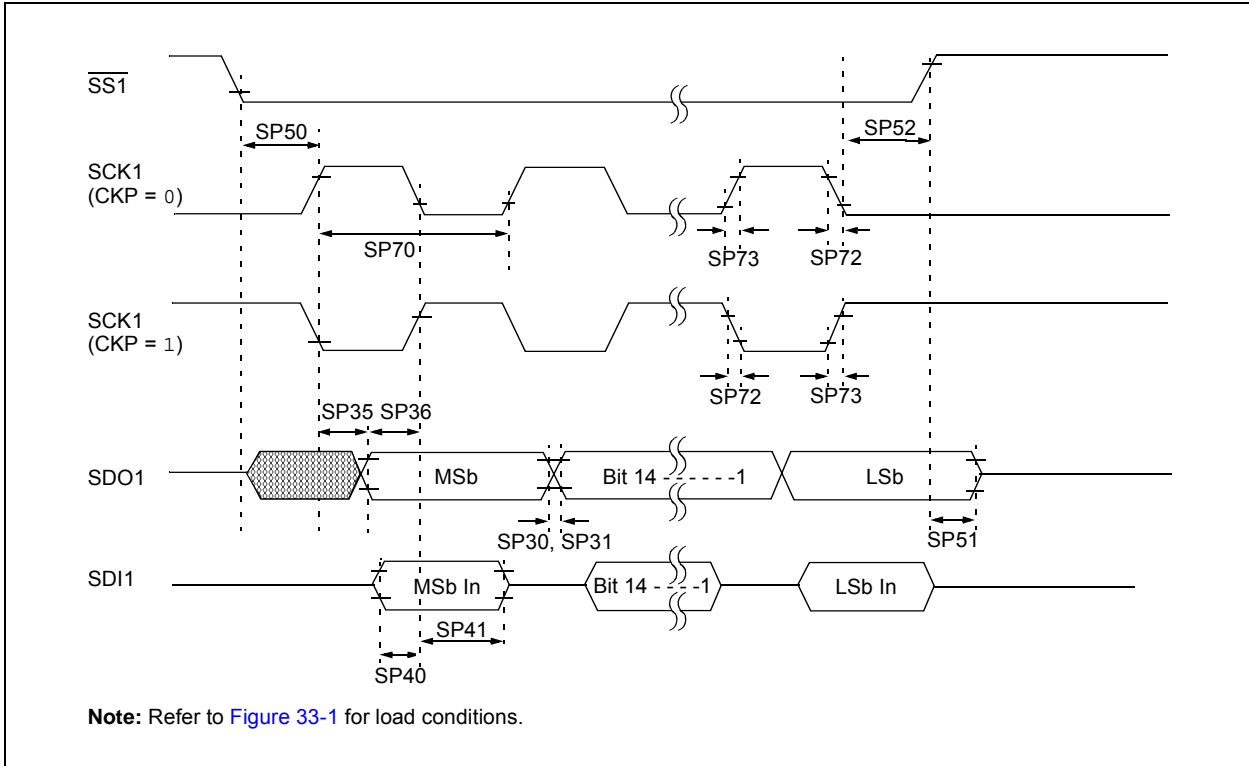 SS1
SP50
SP52
SCK1
(CKP = 0)
SP70
SP73
SP72
SCK1
(CKP = 1)
SP72
SP73
SP35
SP36
SDO1
MSb
Bit 14 - - - - - -1
LSb
SP30, SP31
SP51
SDI1
MSb In
Bit 14 - - - -1
LSb In
SP41
SP40
Note: Refer to Figure 33-1 for load conditions.